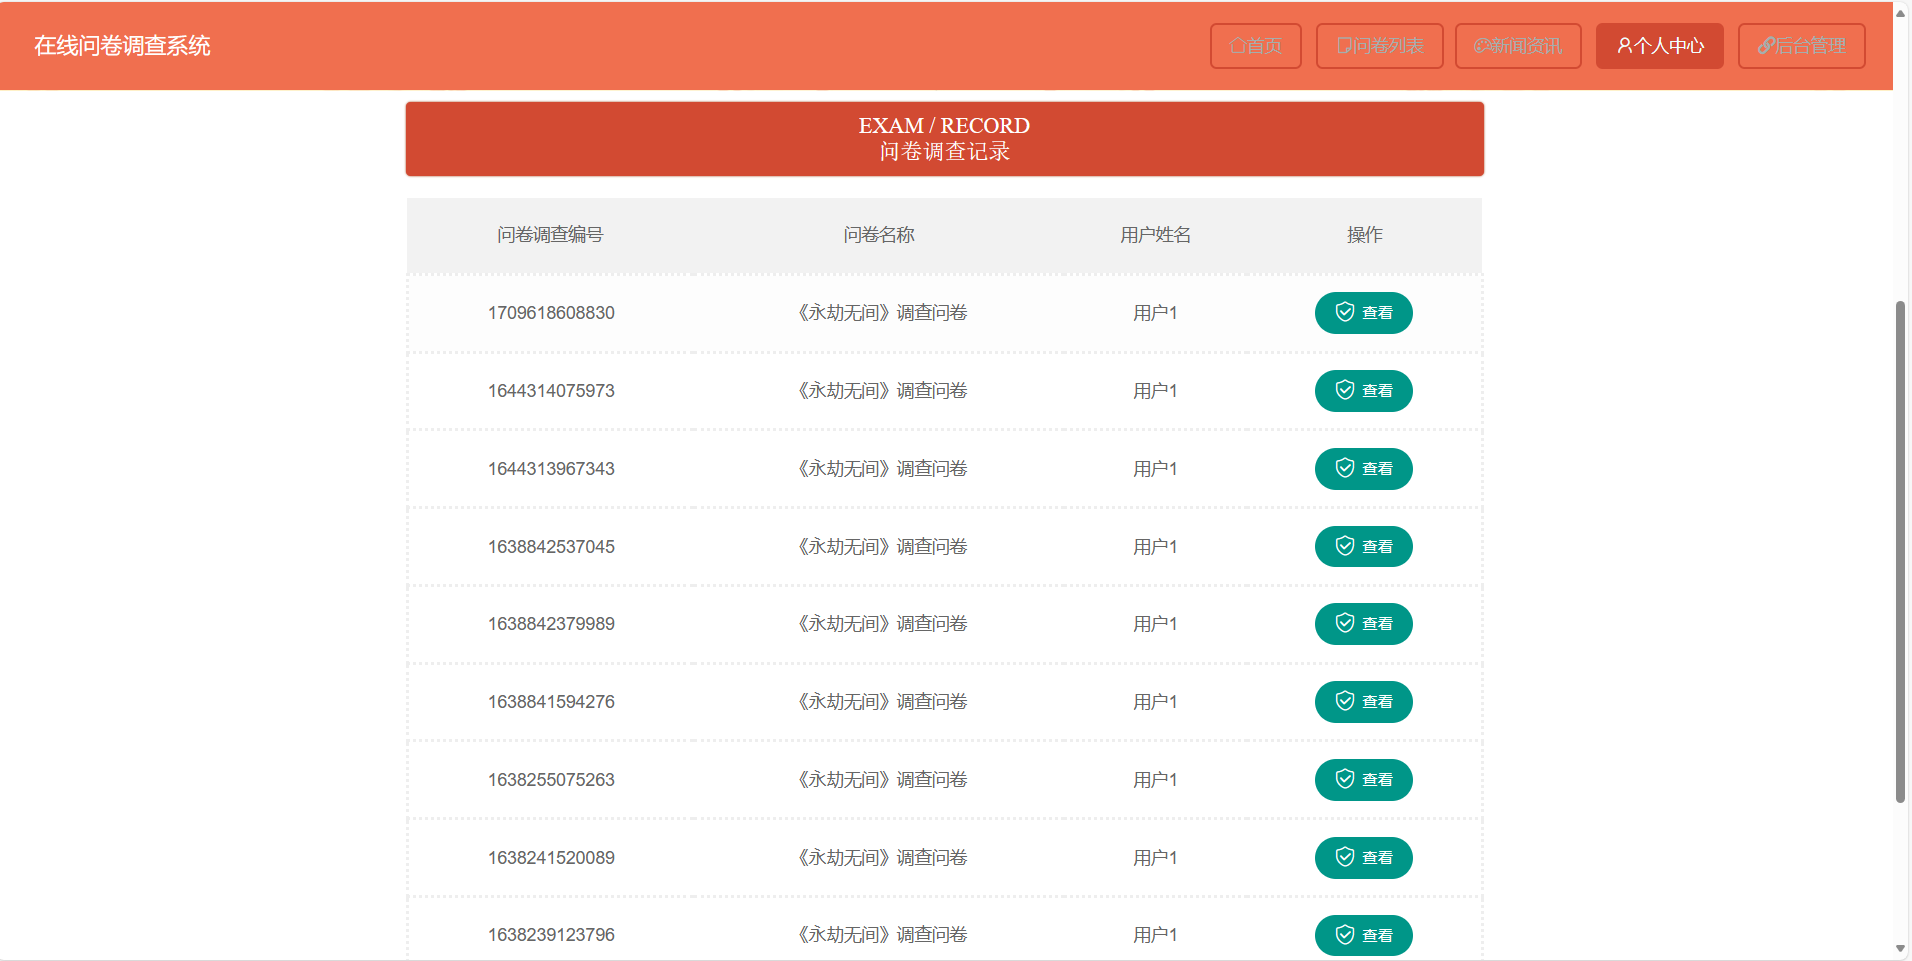 在线问卷调查系统
首页 问卷列表 新闻资讯 个人中心 后台管理
EXAM / RECORD
问卷调查记录
问卷调查编号 问卷名称 用户姓名 操作
1709618608830 《永劫无间》调查问卷 用户1 查看
1644314075973 《永劫无间》调查问卷 用户1 查看
1644313967343 《永劫无间》调查问卷 用户1 查看
1638842537045 《永劫无间》调查问卷 用户1 查看
1638842379989 《永劫无间》调查问卷 用户1 查看
1638841594276 《永劫无间》调查问卷 用户1 查看
1638255075263 《永劫无间》调查问卷 用户1 查看
1638241520089 《永劫无间》调查问卷 用户1 查看
1638239123796 《永劫无间》调查问卷 用户1 查看